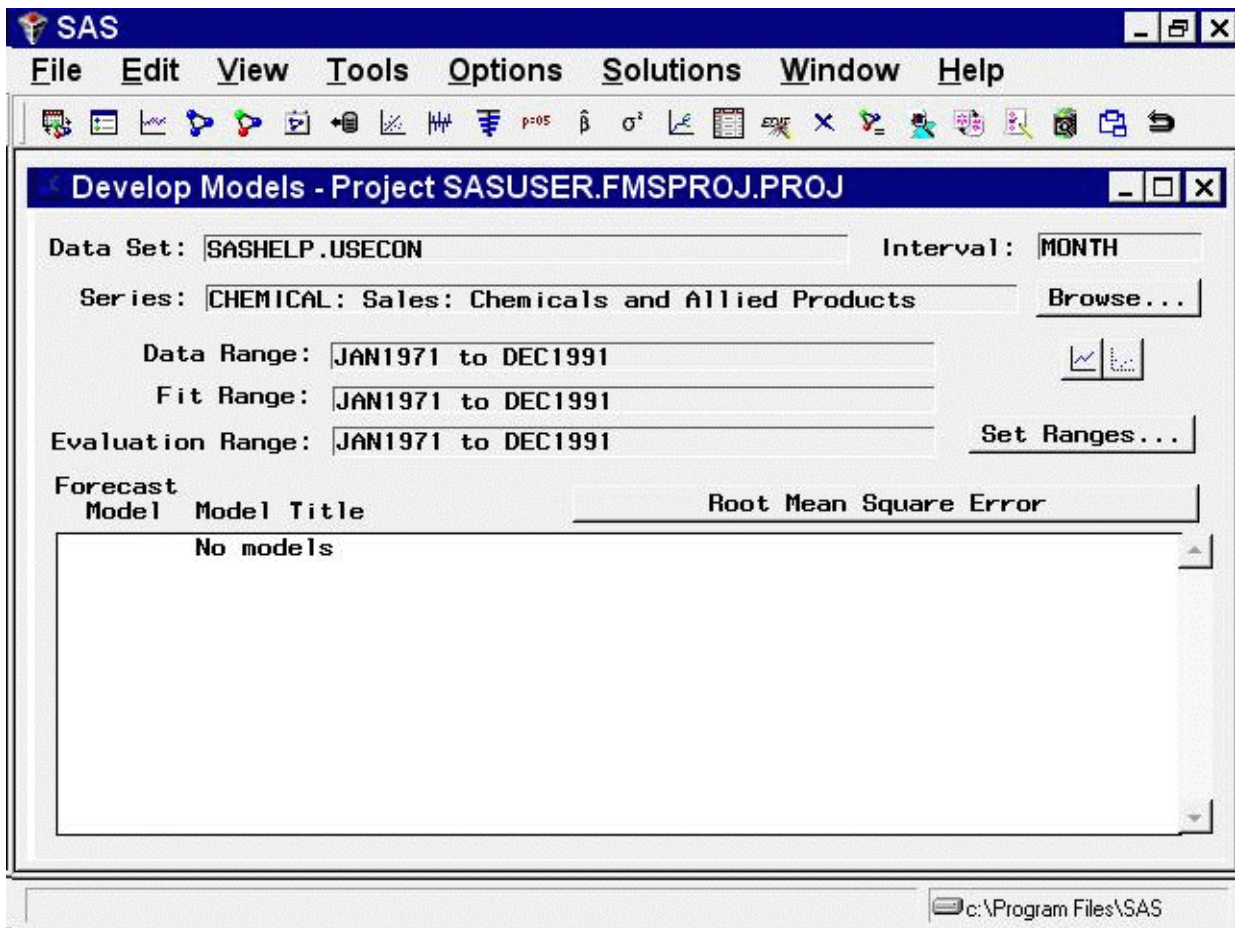 SAS
File Edit View Tools Options Solutions Window Help
p=05 β̂ σ² EDIT
Develop Models - Project SASUSER.FMSPROJ.PROJ
Data Set: SASHELP.USECON Interval: MONTH
Series: CHEMICAL: Sales: Chemicals and Allied Products Browse...
Data Range: JAN1971 to DEC1991
Fit Range: JAN1971 to DEC1991
Evaluation Range: JAN1971 to DEC1991 Set Ranges...
Forecast
Model Model Title Root Mean Square Error
No models
c:\Program Files\SAS